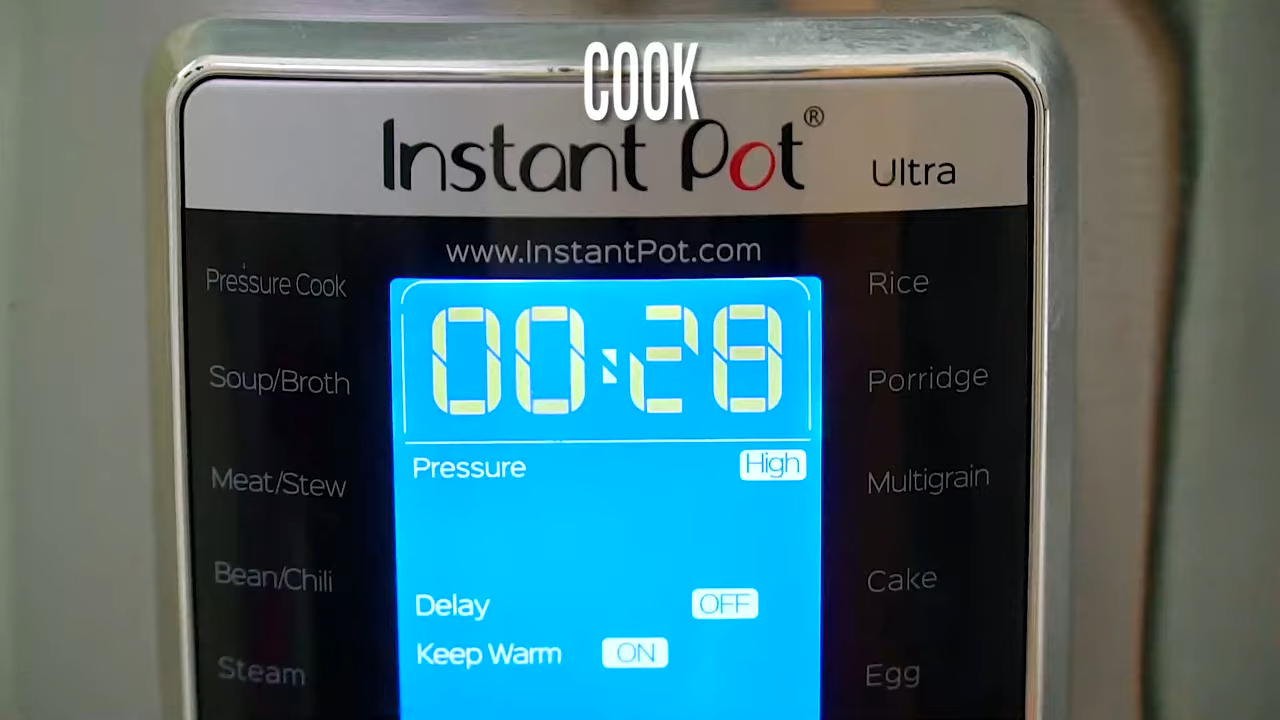 COOK
Instant Pot® Ultra
www.InstantPot.com
Pressure Cook
Soup/Broth
Meat/Stew
Bean/Chili
Steam
00:28
Pressure High
Delay OFF
Keep Warm ON
Rice
Porridge
Multigrain
Cake
Egg